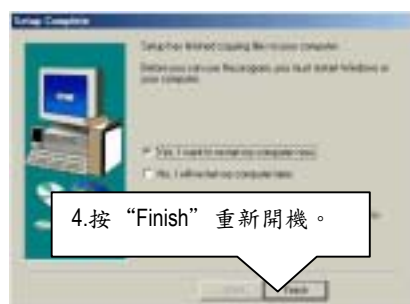 Setup Complete
Setup has finished copying files to your computer.
Before you can use the program, you must restart Windows or
your computer.
Yes, I want to restart my computer now.
No, I will restart my computer later.
4.按“Finish”重新開機。
Finish